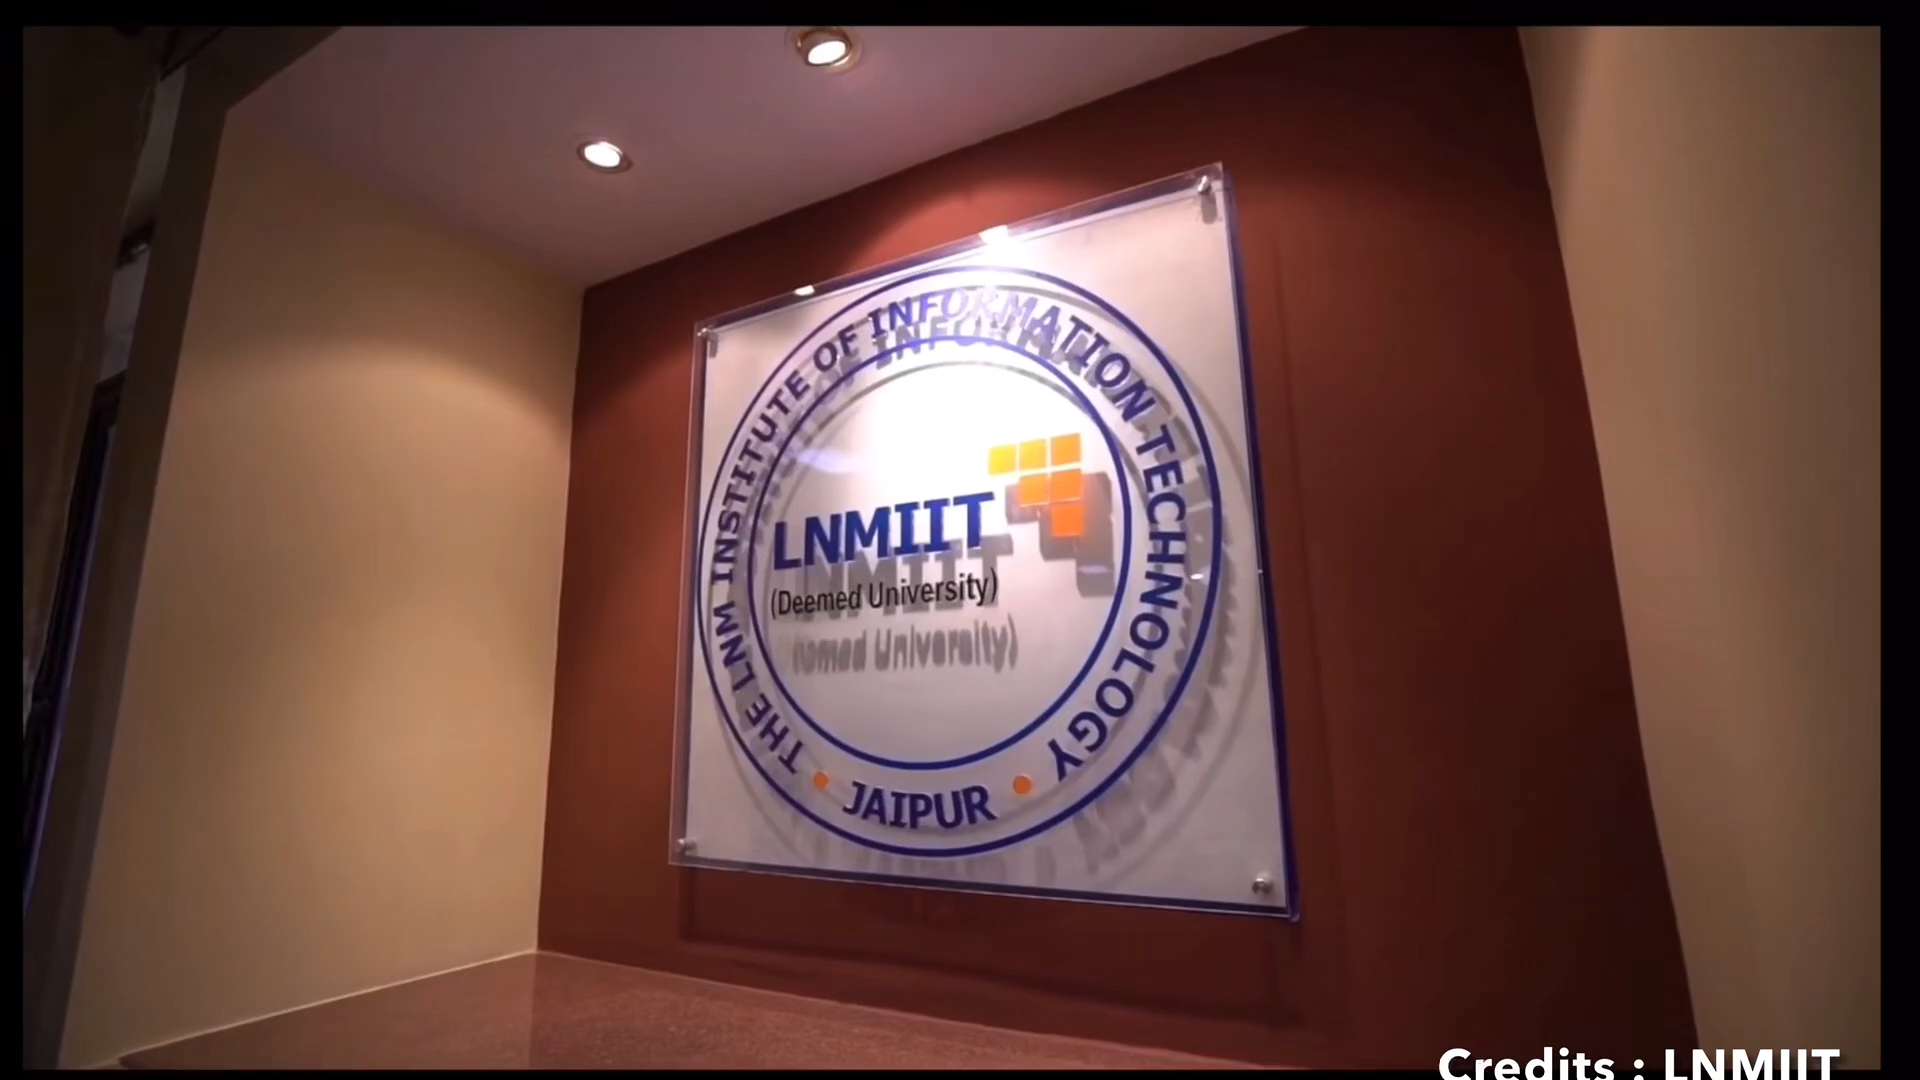 THE LNM INSTITUTE OF INFORMATION TECHNOLOGY
LNMIIT
(Deemed University)
• JAIPUR •
Credits : LNMIIT